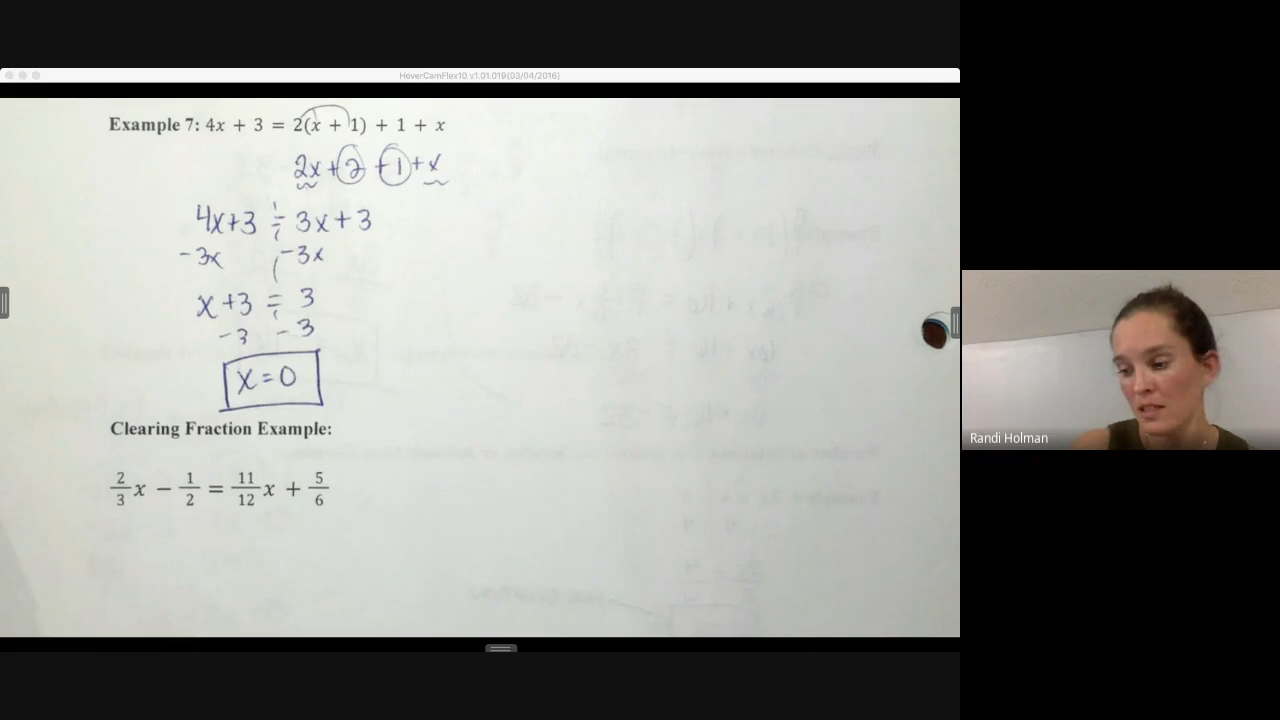 HoverCamFlex10 v1.01.019(03/04/2016)
Example 7: 4x + 3 = 2(x + 1) + 1 + x
2x + 2 + 1 + x
4x+3 = 3x+3
-3x -3x
x+3 = 3
-3 -3
x=0
Clearing Fraction Example:
2/3 x − 1/2 = 11/12 x + 5/6
Randi Holman